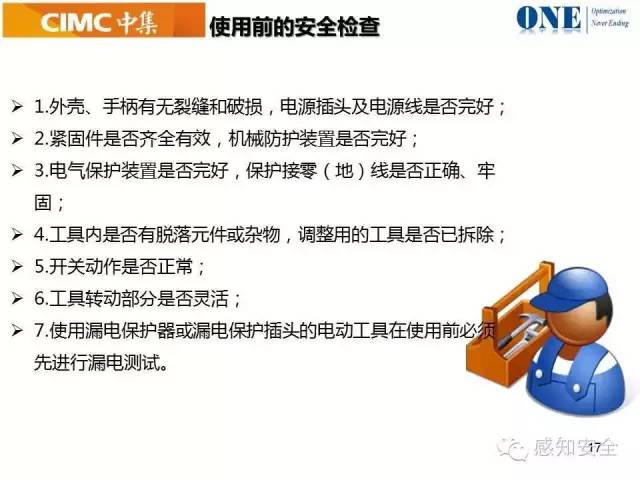 CIMC中集
使用前的安全检查
ONE
Optimization
Never Ending
1.外壳、手柄有无裂缝和破损，电源插头及电源线是否完好；
2.紧固件是否齐全有效，机械防护装置是否完好；
3.电气保护装置是否完好，保护接零（地）线是否正确、牢
固；
4.工具内是否有脱落元件或杂物，调整用的工具是否已拆除；
5.开关动作是否正常；
6.工具转动部分是否灵活；
7.使用漏电保护器或漏电保护插头的电动工具在使用前必须
先进行漏电测试。
感知安全
17